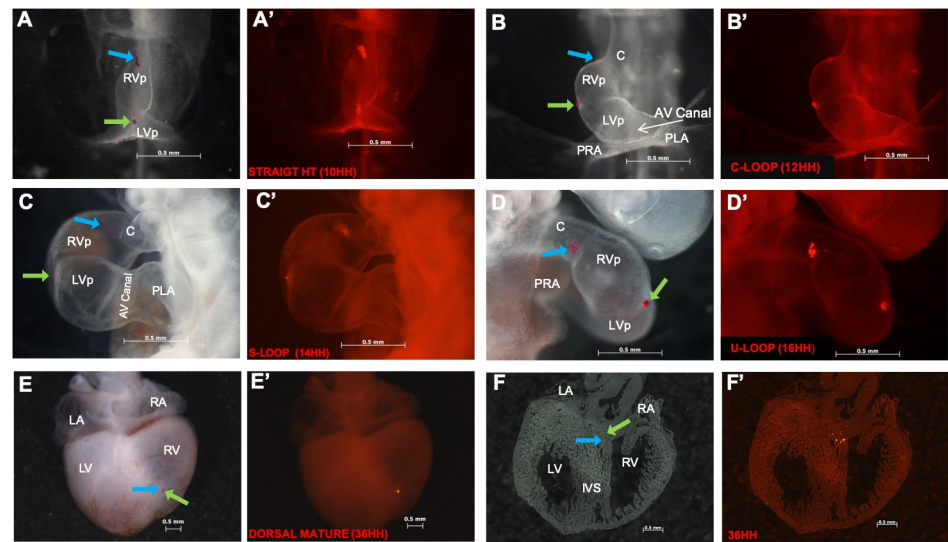 A
RVp
LVp
0.5 mm
A’
STRAIGT HT (10HH)
0.5 mm
B
C
RVp
AV Canal
LVp
PLA
PRA
0.5 mm
B’
C-LOOP (12HH)
0.5 mm
C
C
RVp
LVp
AV Canal
PLA
0.5 mm
C’
S-LOOP (14HH)
0.5 mm
D
C
RVp
PRA
LVp
0.5 mm
D’
U-LOOP (16HH)
0.5 mm
E
RA
LA
RV
LV
0.5 mm
E’
DORSAL MATURE (36HH)
0.5 mm
F
LA
RA
LV
RV
IVS
0.5 mm
F’
36HH
0.5 mm